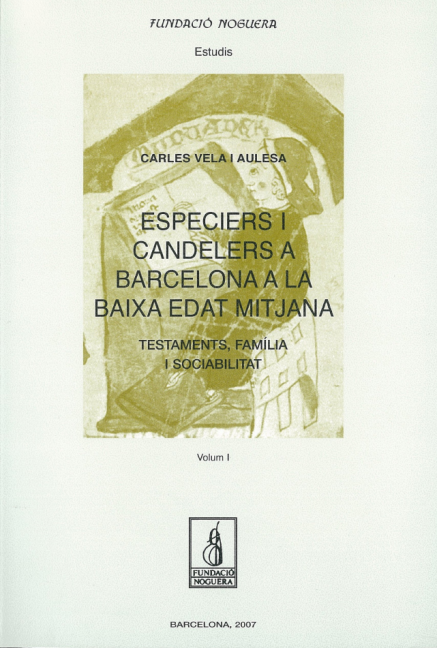 FUNDACIÓ NOGUERA
Estudis
CARLES VELA I AULESA
ESPECIERS I
CANDELERS A
BARCELONA A LA
BAIXA EDAT MITJANA
TESTAMENTS, FAMÍLIA
I SOCIABILITAT
Volum I
FUNDACIÓ
NOGUERA
BARCELONA, 2007